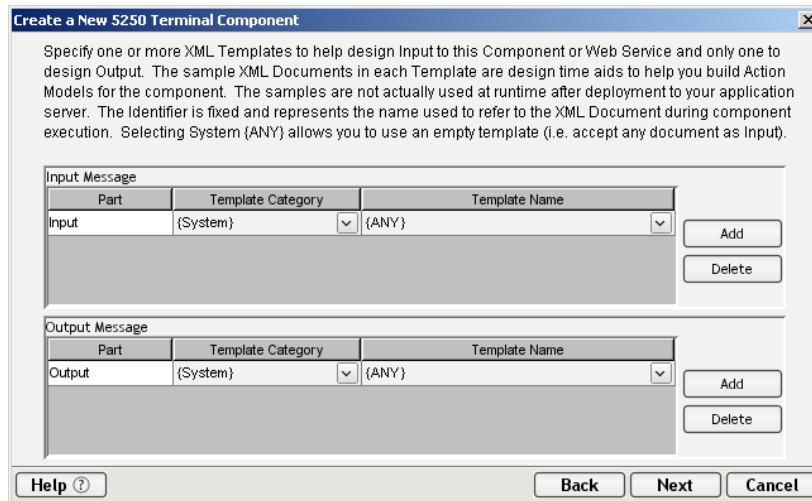 Create a New 5250 Terminal Component
Specify one or more XML Templates to help design Input to this Component or Web Service and only one to
design Output. The sample XML Documents in each Template are design time aids to help you build Action
Models for the component. The samples are not actually used at runtime after deployment to your application
server. The Identifier is fixed and represents the name used to refer to the XML Document during component
execution. Selecting System {ANY} allows you to use an empty template (i.e. accept any document as Input).
Input Message
Part Template Category Template Name
Input {System} {ANY}
Add
Delete
Output Message
Part Template Category Template Name
Output {System} {ANY}
Add
Delete
Help ? Back Next Cancel